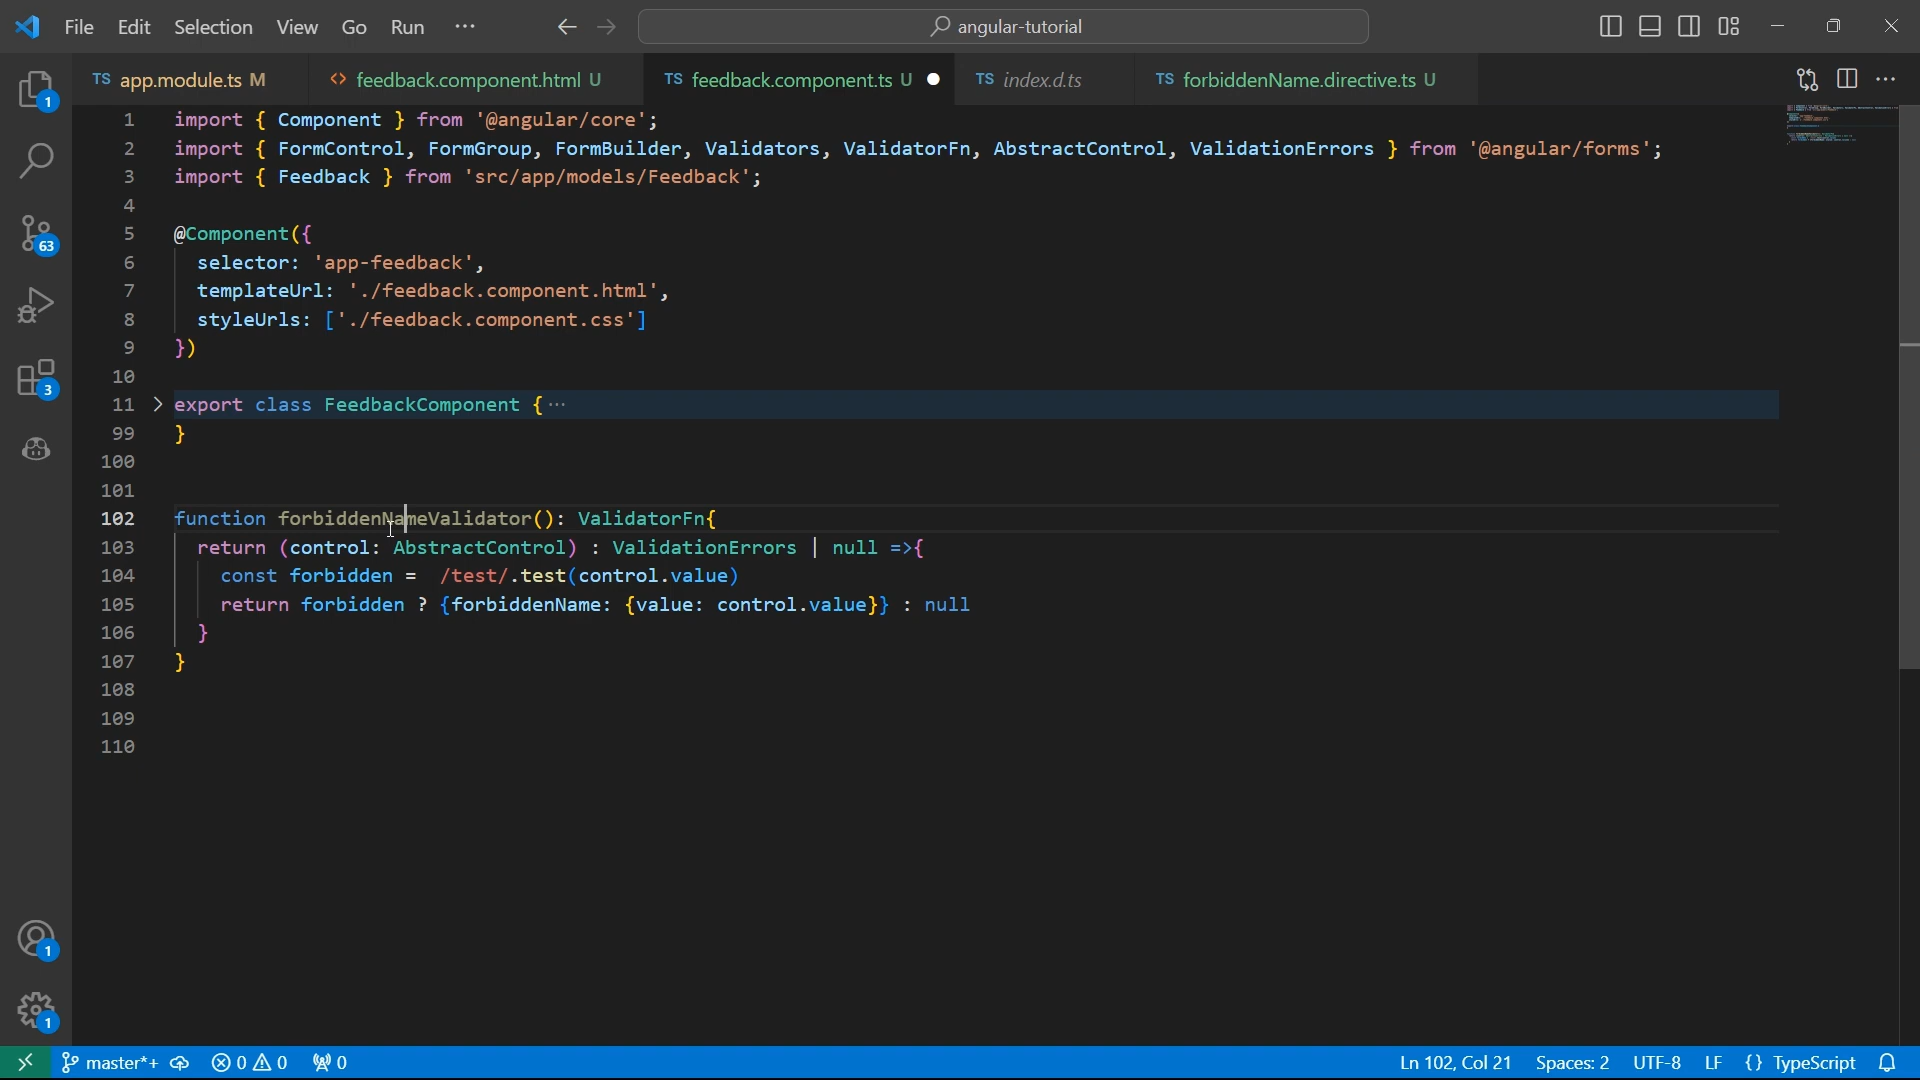 File Edit Selection View Go Run ··· angular-tutorial
TS app.module.ts M <> feedback.component.html U TS feedback.component.ts U TS index.d.ts TS forbiddenName.directive.ts U ···
1 import { Component } from '@angular/core';
2 import { FormControl, FormGroup, FormBuilder, Validators, ValidatorFn, AbstractControl, ValidationErrors } from '@angular/forms';
3 import { Feedback } from 'src/app/models/Feedback';
4
5 @Component({
6 selector: 'app-feedback',
7 templateUrl: './feedback.component.html',
8 styleUrls: ['./feedback.component.css']
9 })
10
11 export class FeedbackComponent { ···
99 }
100
101
102 function forbiddenNameValidator(): ValidatorFn{
103 return (control: AbstractControl) : ValidationErrors | null =>{
104 const forbidden = /test/.test(control.value)
105 return forbidden ? {forbiddenName: {value: control.value}} : null
106 }
107 }
108
109
110
1
63
3
1
1
master*+ 0 0 0 Ln 102, Col 21 Spaces: 2 UTF-8 LF {} TypeScript